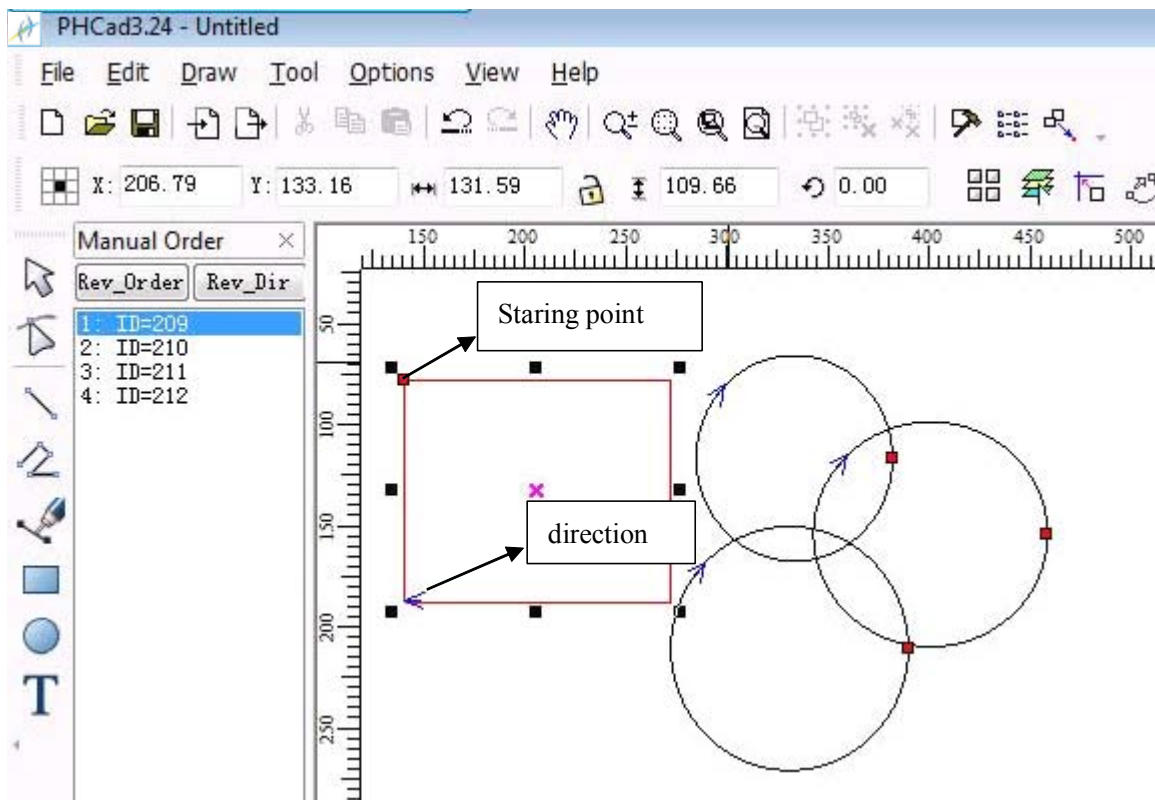 PHCad3.24 - Untitled
File Edit Draw Tool Options View Help
X: 206.79 Y: 133.16 131.59 109.66 0.00
Manual Order
Rev_Order Rev_Dir
1: ID=209
2: ID=210
3: ID=211
4: ID=212
150 200 250 300 350 400 450 500
50
100
150
200
250
Staring point
direction
T